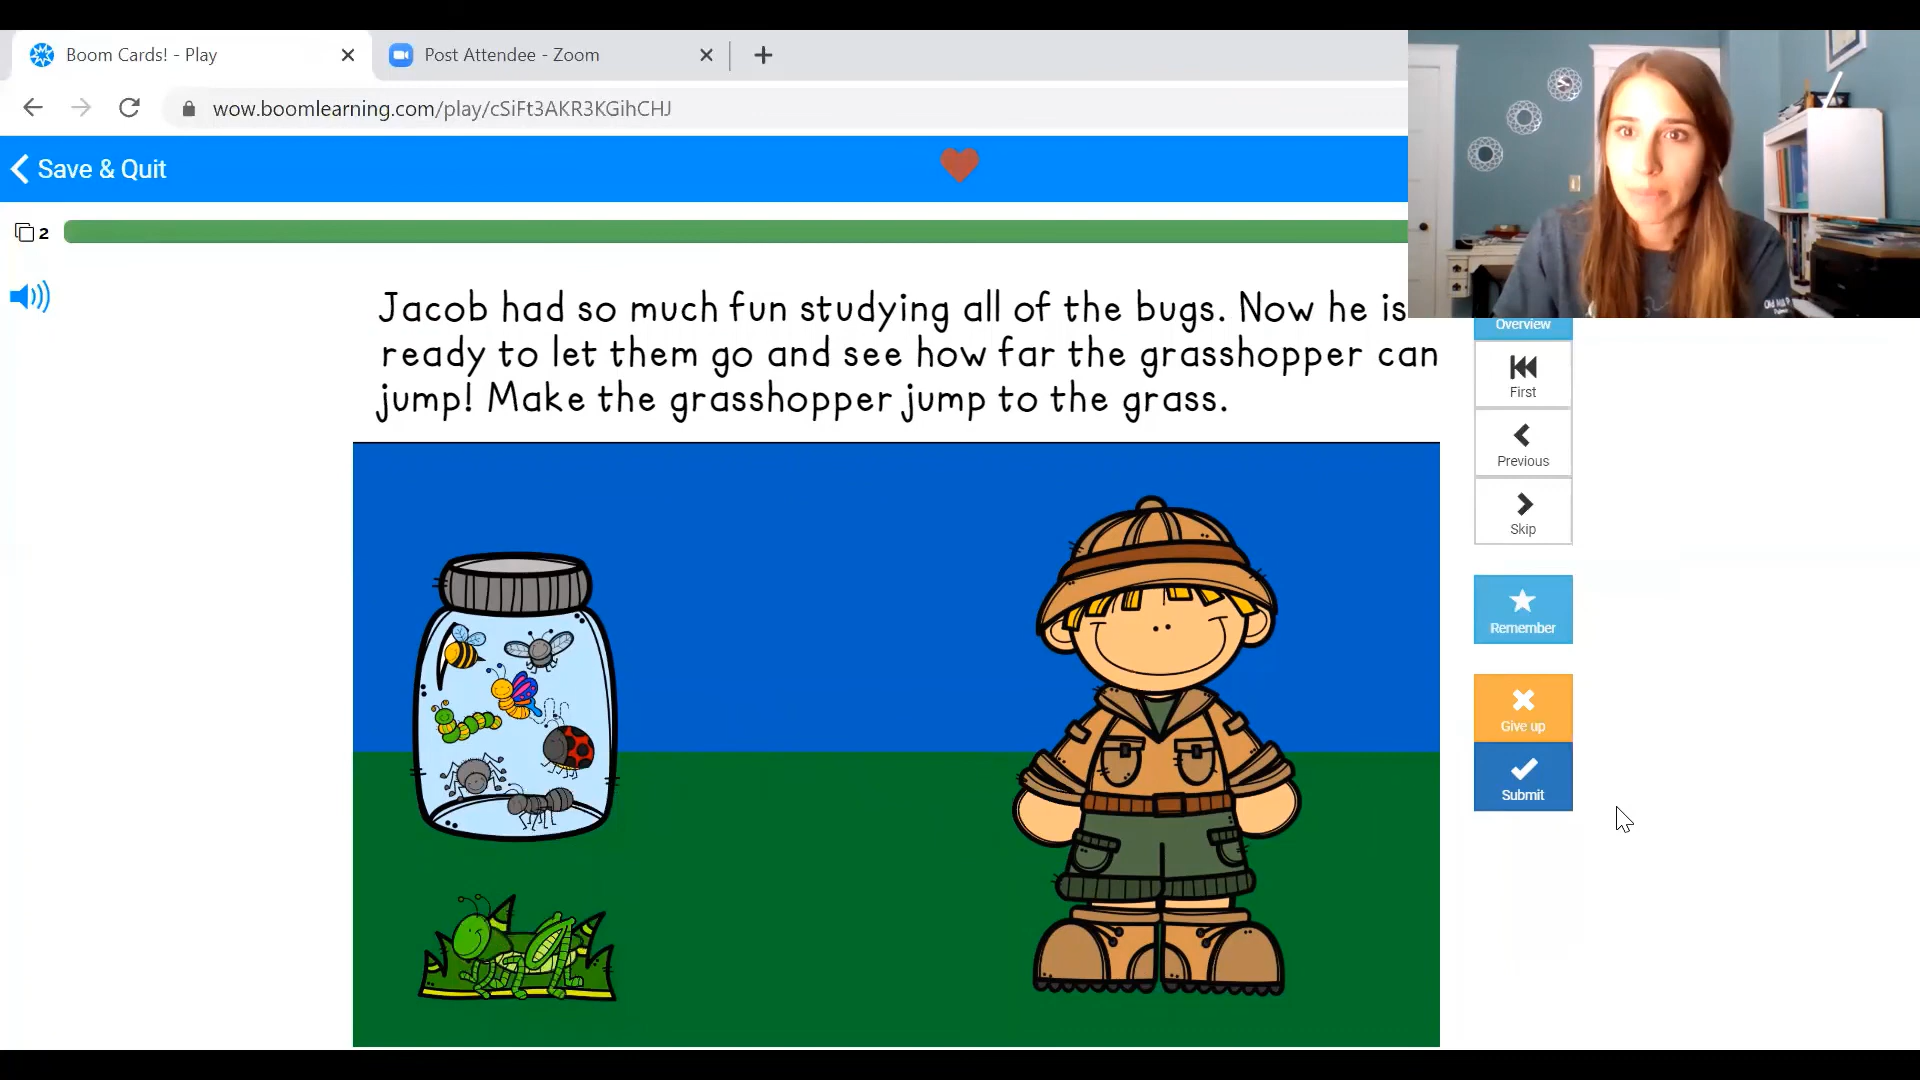 Boom Cards! - Play
Post Attendee - Zoom
wow.boomlearning.com/play/cSiFt3AKR3KGihCHJ
Save & Quit
2
Jacob had so much fun studying all of the bugs. Now he is
ready to let them go and see how far the grasshopper can
jump! Make the grasshopper jump to the grass.
Overview
First
Previous
Skip
Remember
Give up
Submit